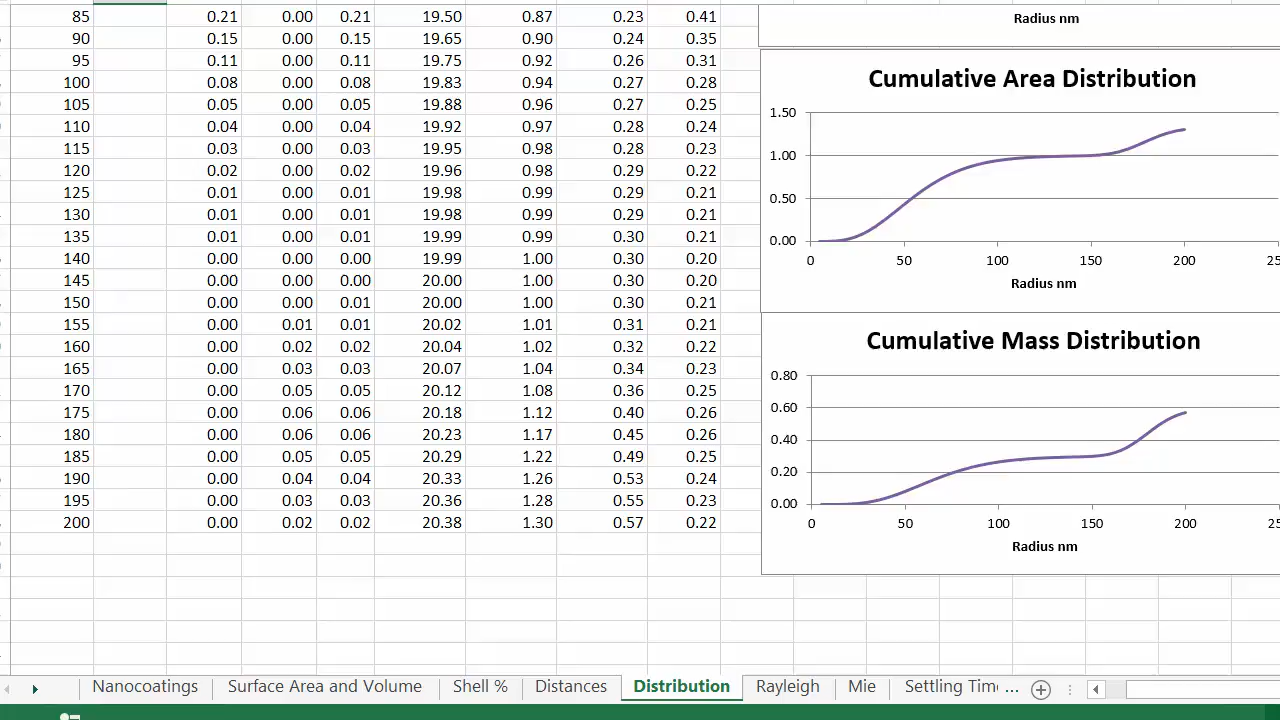 85 0.21 0.00 0.21 19.50 0.87 0.23 0.41
90 0.15 0.00 0.15 19.65 0.90 0.24 0.35
95 0.11 0.00 0.11 19.75 0.92 0.26 0.31
100 0.08 0.00 0.08 19.83 0.94 0.27 0.28
105 0.05 0.00 0.05 19.88 0.96 0.27 0.25
110 0.04 0.00 0.04 19.92 0.97 0.28 0.24
115 0.03 0.00 0.03 19.95 0.98 0.28 0.23
120 0.02 0.00 0.02 19.96 0.98 0.29 0.22
125 0.01 0.00 0.01 19.98 0.99 0.29 0.21
130 0.01 0.00 0.01 19.98 0.99 0.29 0.21
135 0.01 0.00 0.01 19.99 0.99 0.30 0.21
140 0.00 0.00 0.00 19.99 1.00 0.30 0.20
145 0.00 0.00 0.00 20.00 1.00 0.30 0.20
150 0.00 0.00 0.01 20.00 1.00 0.30 0.21
155 0.00 0.01 0.01 20.02 1.01 0.31 0.21
160 0.00 0.02 0.02 20.04 1.02 0.32 0.22
165 0.00 0.03 0.03 20.07 1.04 0.34 0.23
170 0.00 0.05 0.05 20.12 1.08 0.36 0.25
175 0.00 0.06 0.06 20.18 1.12 0.40 0.26
180 0.00 0.06 0.06 20.23 1.17 0.45 0.26
185 0.00 0.05 0.05 20.29 1.22 0.49 0.25
190 0.00 0.04 0.04 20.33 1.26 0.53 0.24
195 0.00 0.03 0.03 20.36 1.28 0.55 0.23
200 0.00 0.02 0.02 20.38 1.30 0.57 0.22
Radius nm
Cumulative Area Distribution
1.50
1.00
0.50
0.00
0 50 100 150 200
Radius nm
Cumulative Mass Distribution
0.80
0.60
0.40
0.20
0.00
0 50 100 150 200
Radius nm
Nanocoatings Surface Area and Volume Shell % Distances Distribution Rayleigh Mie Settling Tim ...